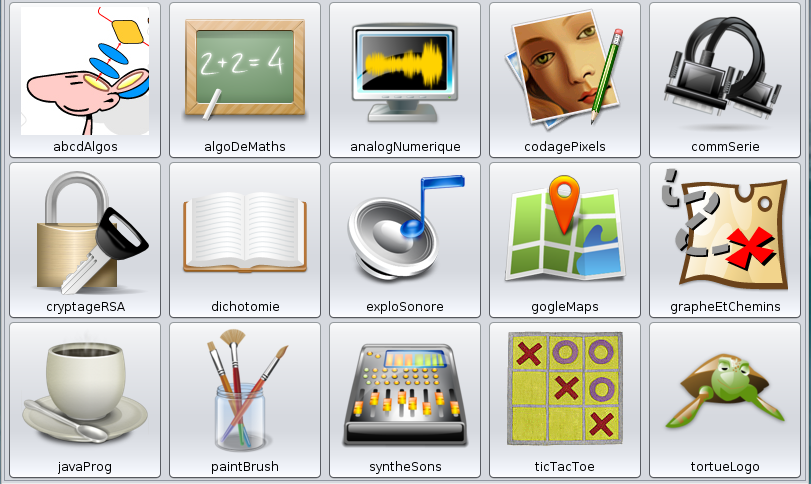 abcdAlgos
2+2=4
algoDeMaths
analogNumerique
codagePixels
commSerie
cryptageRSA
dichotomie
exploSonore
gogleMaps
grapheEtChemins
javaProg
paintBrush
syntheSons
ticTacToe
tortueLogo